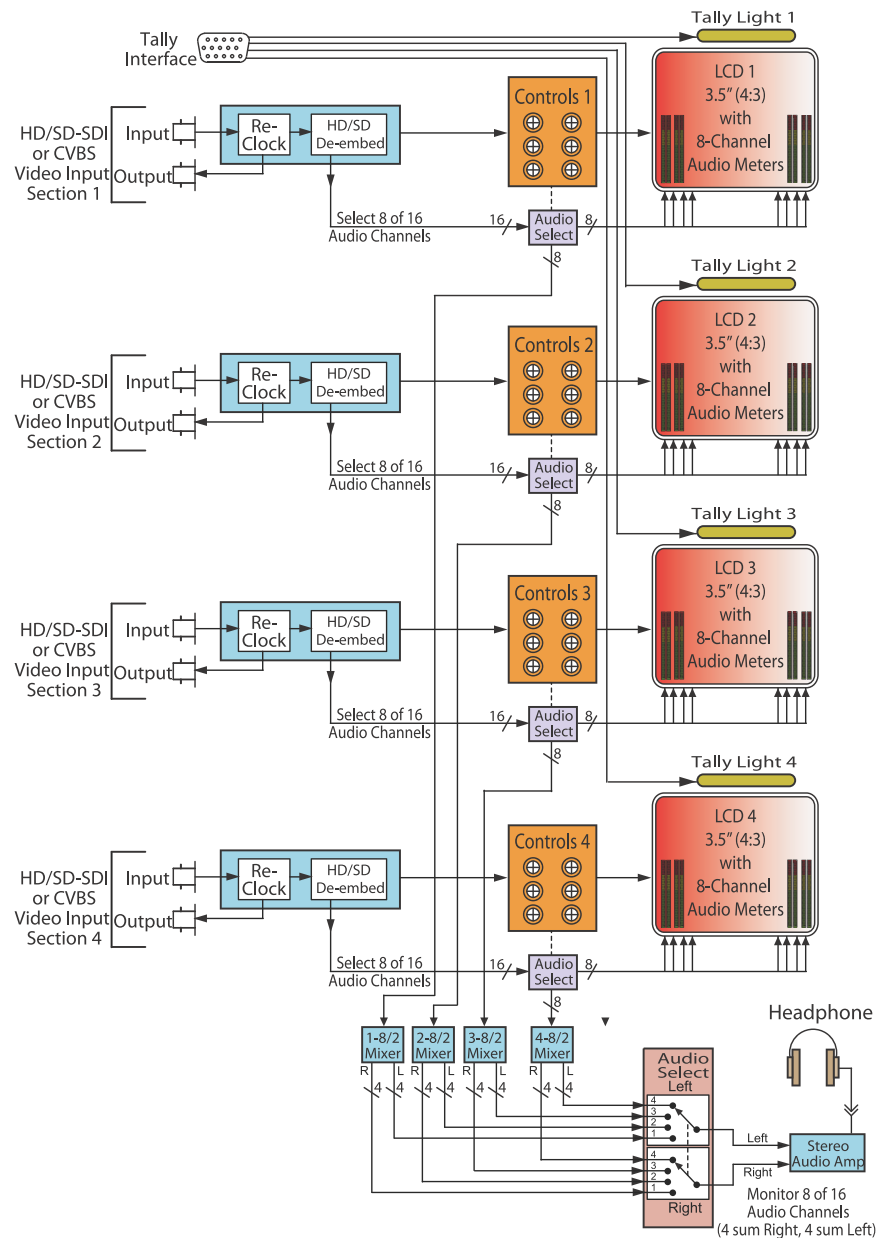 Tally
Interface
Tally Light 1
HD/SD-SDI
or CVBS
Video Input
Section 1
Input
Output
Re-
Clock
HD/SD
De-embed
Controls 1
LCD 1
3.5” (4:3)
with
8-Channel
Audio Meters
Select 8 of 16
Audio Channels
16
Audio
Select
8
8
Tally Light 2
HD/SD-SDI
or CVBS
Video Input
Section 2
Input
Output
Re-
Clock
HD/SD
De-embed
Controls 2
LCD 2
3.5” (4:3)
with
8-Channel
Audio Meters
Select 8 of 16
Audio Channels
16
Audio
Select
8
8
Tally Light 3
HD/SD-SDI
or CVBS
Video Input
Section 3
Input
Output
Re-
Clock
HD/SD
De-embed
Controls 3
LCD 3
3.5” (4:3)
with
8-Channel
Audio Meters
Select 8 of 16
Audio Channels
16
Audio
Select
8
8
Tally Light 4
HD/SD-SDI
or CVBS
Video Input
Section 4
Input
Output
Re-
Clock
HD/SD
De-embed
Controls 4
LCD 4
3.5” (4:3)
with
8-Channel
Audio Meters
Select 8 of 16
Audio Channels
16
Audio
Select
8
8
1-8/2
Mixer
2-8/2
Mixer
3-8/2
Mixer
4-8/2
Mixer
R L R L R L R L
4 4 4 4 4 4 4 4
Headphone
Audio
Select
Left
4
3
2
1
4
3
2
1
Right
Left
Right
Stereo
Audio Amp
Monitor 8 of 16
Audio Channels
(4 sum Right, 4 sum Left)